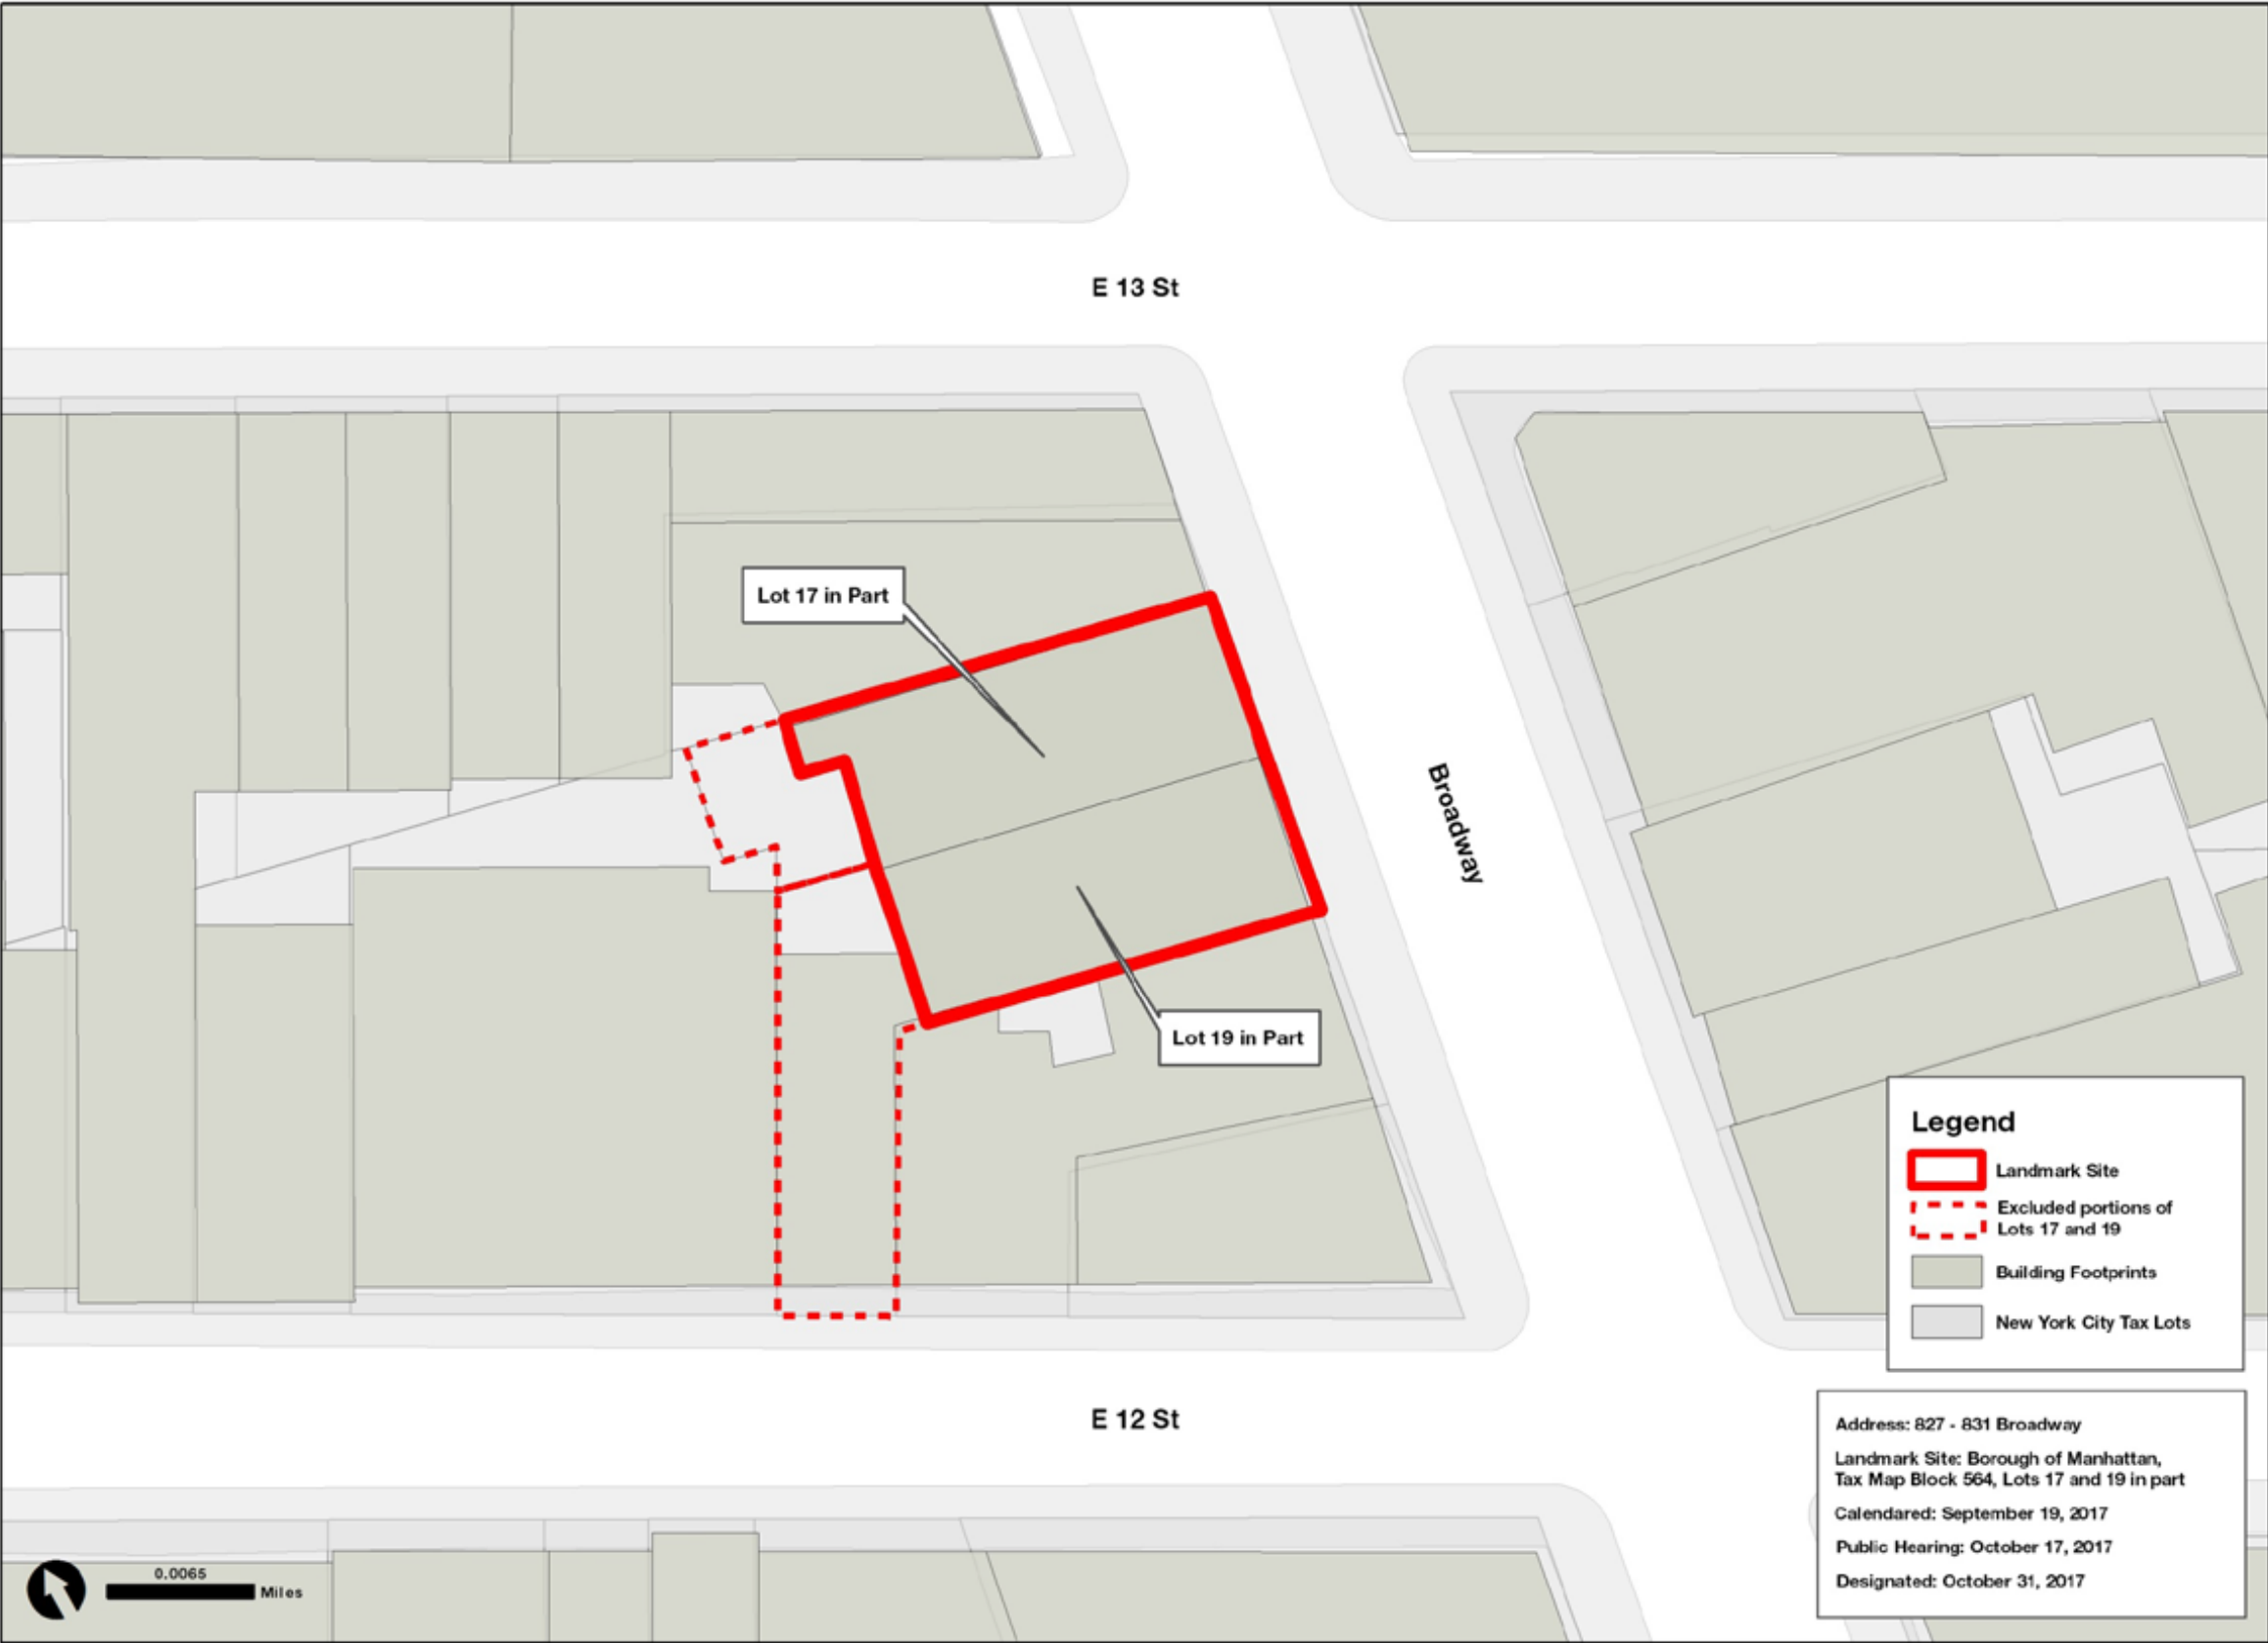 E 13 St
Lot 17 in Part
Broadway
Lot 19 in Part
Legend
Landmark Site
Excluded portions of
Lots 17 and 19
Building Footprints
New York City Tax Lots
E 12 St
Address: 827 - 831 Broadway
Landmark Site: Borough of Manhattan,
Tax Map Block 564, Lots 17 and 19 in part
Calendared: September 19, 2017
Public Hearing: October 17, 2017
Designated: October 31, 2017
0.0065
Miles